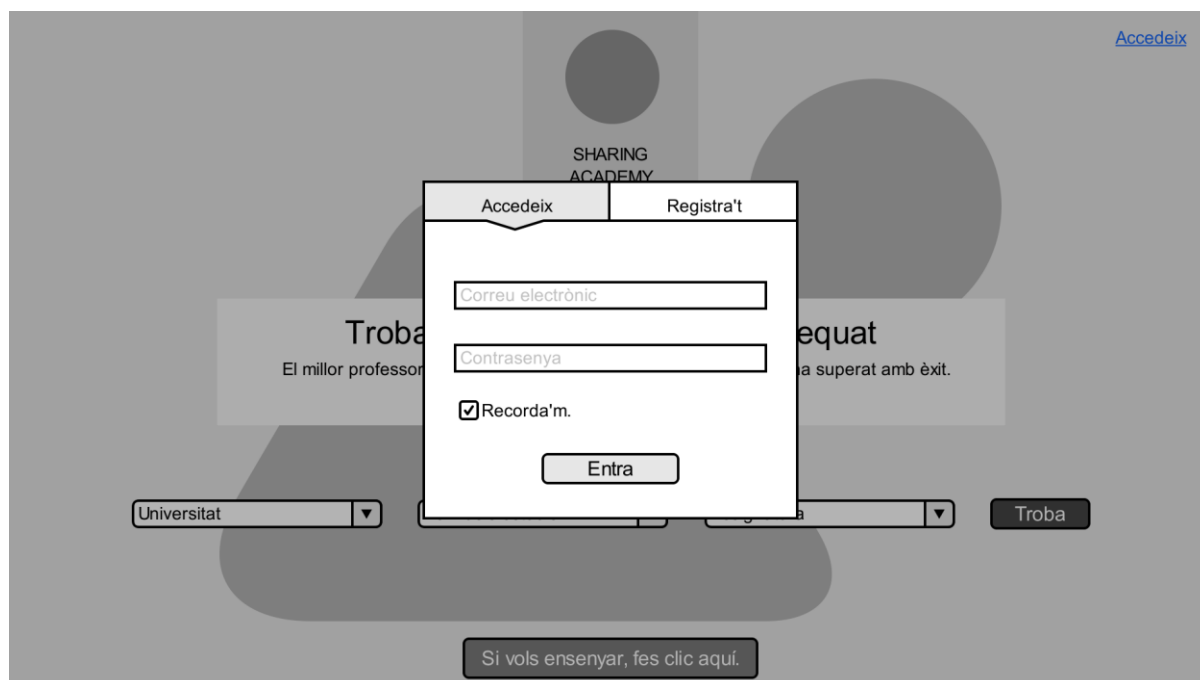 Accedeix
SHARING
ACADEMY
Accedeix Registra't
Correu electrònic
Troba
El millor professor superat amb èxit.
Contrasenya
Recorda'm.
Entra
Universitat
Troba
Si vols ensenyar, fes clic aquí.